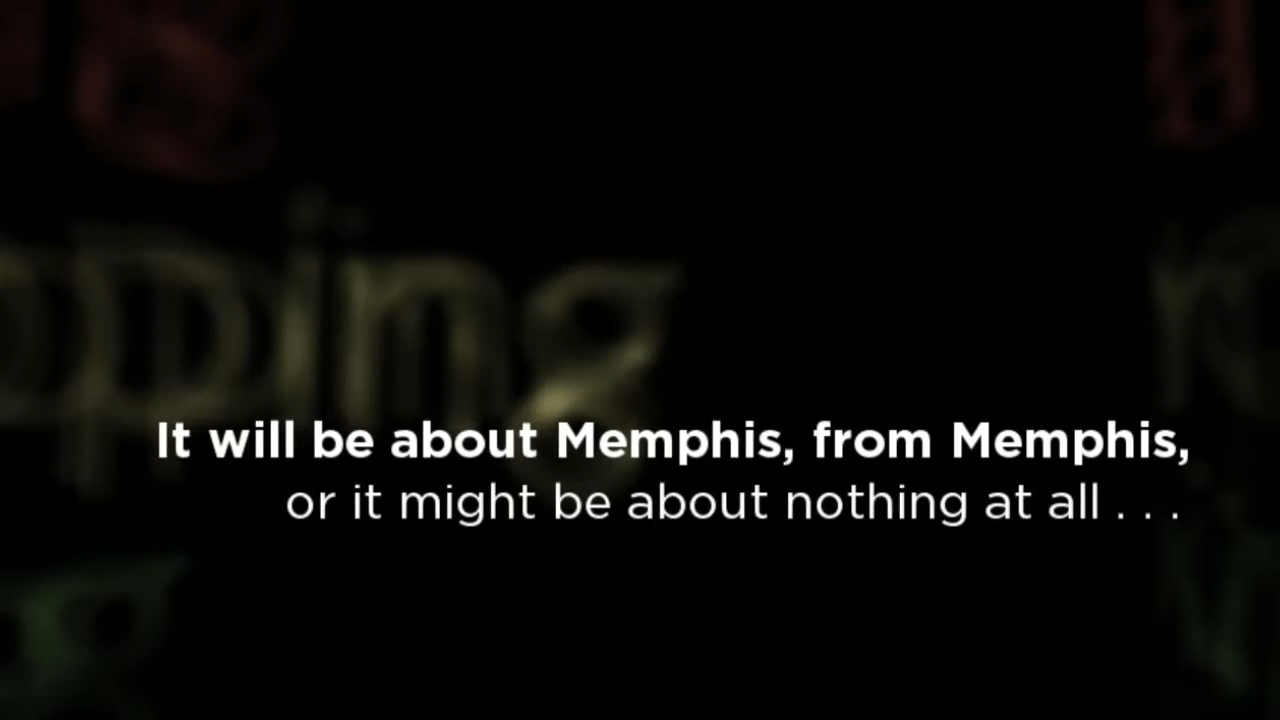 It will be about Memphis, from Memphis,
or it might be about nothing at all . . .